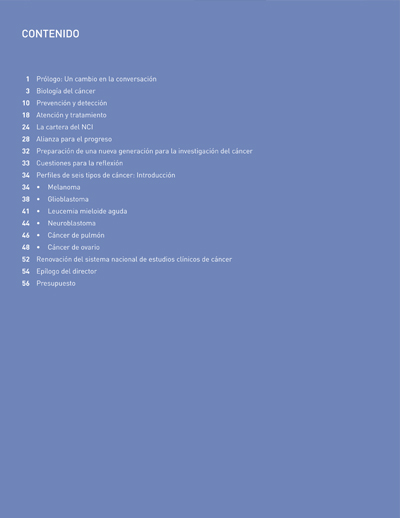 CONTENIDO
1 Prólogo: Un cambio en la conversación
3 Biología del cáncer
10 Prevención y detección
18 Atención y tratamiento
24 La cartera del NCI
28 Alianza para el progreso
32 Preparación de una nueva generación para la investigación del cáncer
33 Cuestiones para la reflexión
34 Perfiles de seis tipos de cáncer: Introducción
34 • Melanoma
38 • Glioblastoma
41 • Leucemia mieloide aguda
44 • Neuroblastoma
46 • Cáncer de pulmón
48 • Cáncer de ovario
52 Renovación del sistema nacional de estudios clínicos de cáncer
54 Epílogo del director
56 Presupuesto